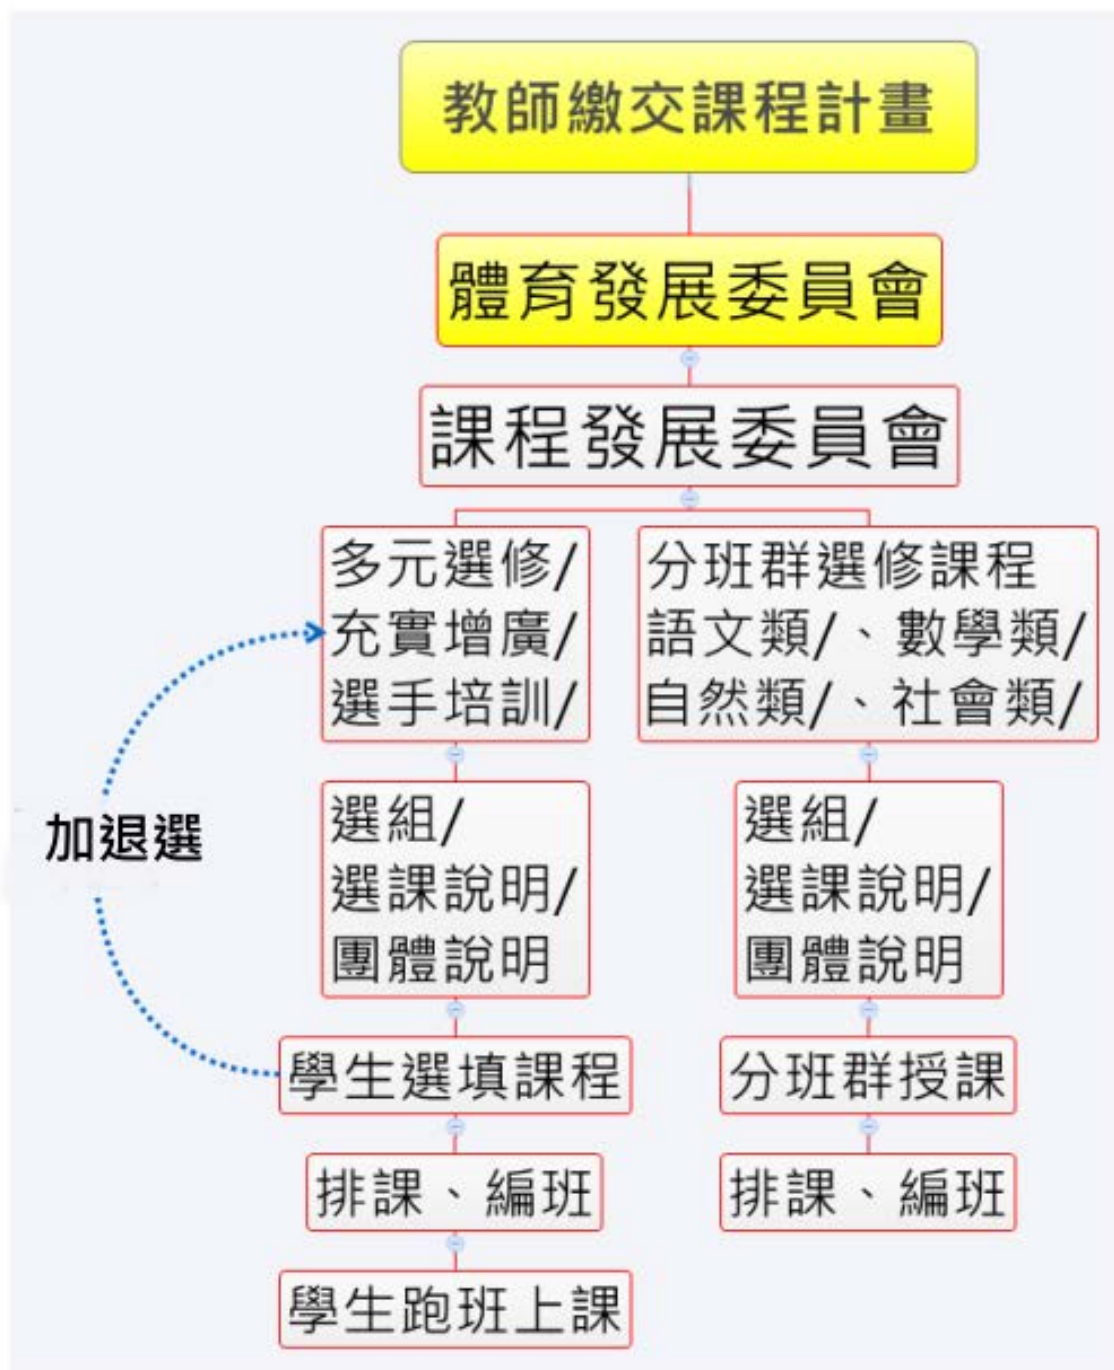 教師繳交課程計畫
體育發展委員會
課程發展委員會
多元選修/
充實增廣/
選手培訓/
分班群選修課程
語文類/、數學類/
自然類/、社會類/
加退選
選組/
選課說明/
團體說明
選組/
選課說明/
團體說明
學生選填課程
分班群授課
排課、編班
排課、編班
學生跑班上課